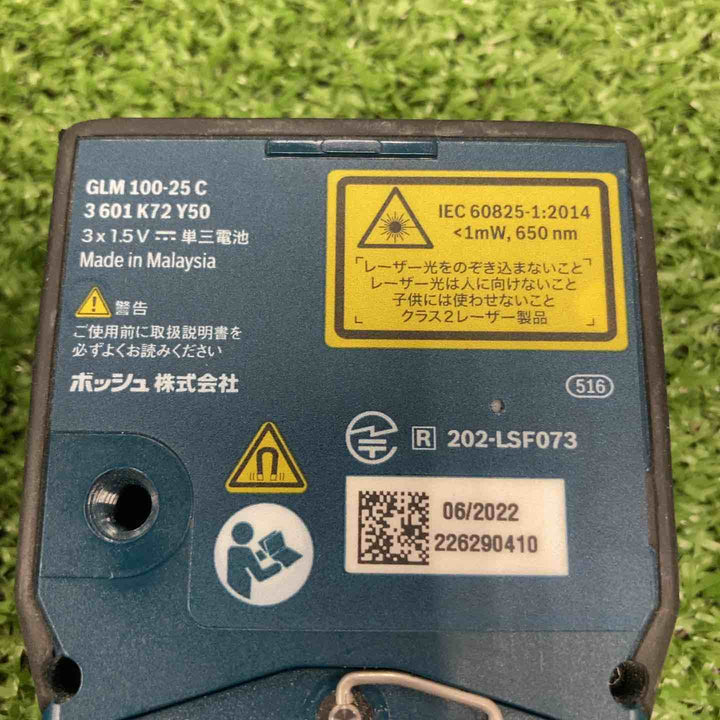 GLM 100-25 C
3 601 K72 Y50
3 x 1.5 V ⎓ 単三電池
Made in Malaysia
警告
ご使用前に取扱説明書を
必ずよくお読みください
ボッシュ 株式会社
IEC 60825-1:2014
<1mW, 650 nm
「レーザー光をのぞき込まないこと
レーザー光は人に向けないこと
子供には使わせないこと
クラス2レーザー製品」
516
R 202-LSF073
06/2022
226290410